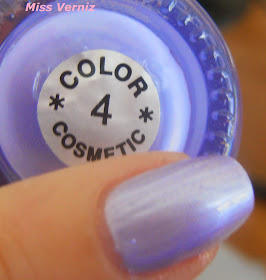 Miss Verniz
COLOR
* 4 *
COSMETIC